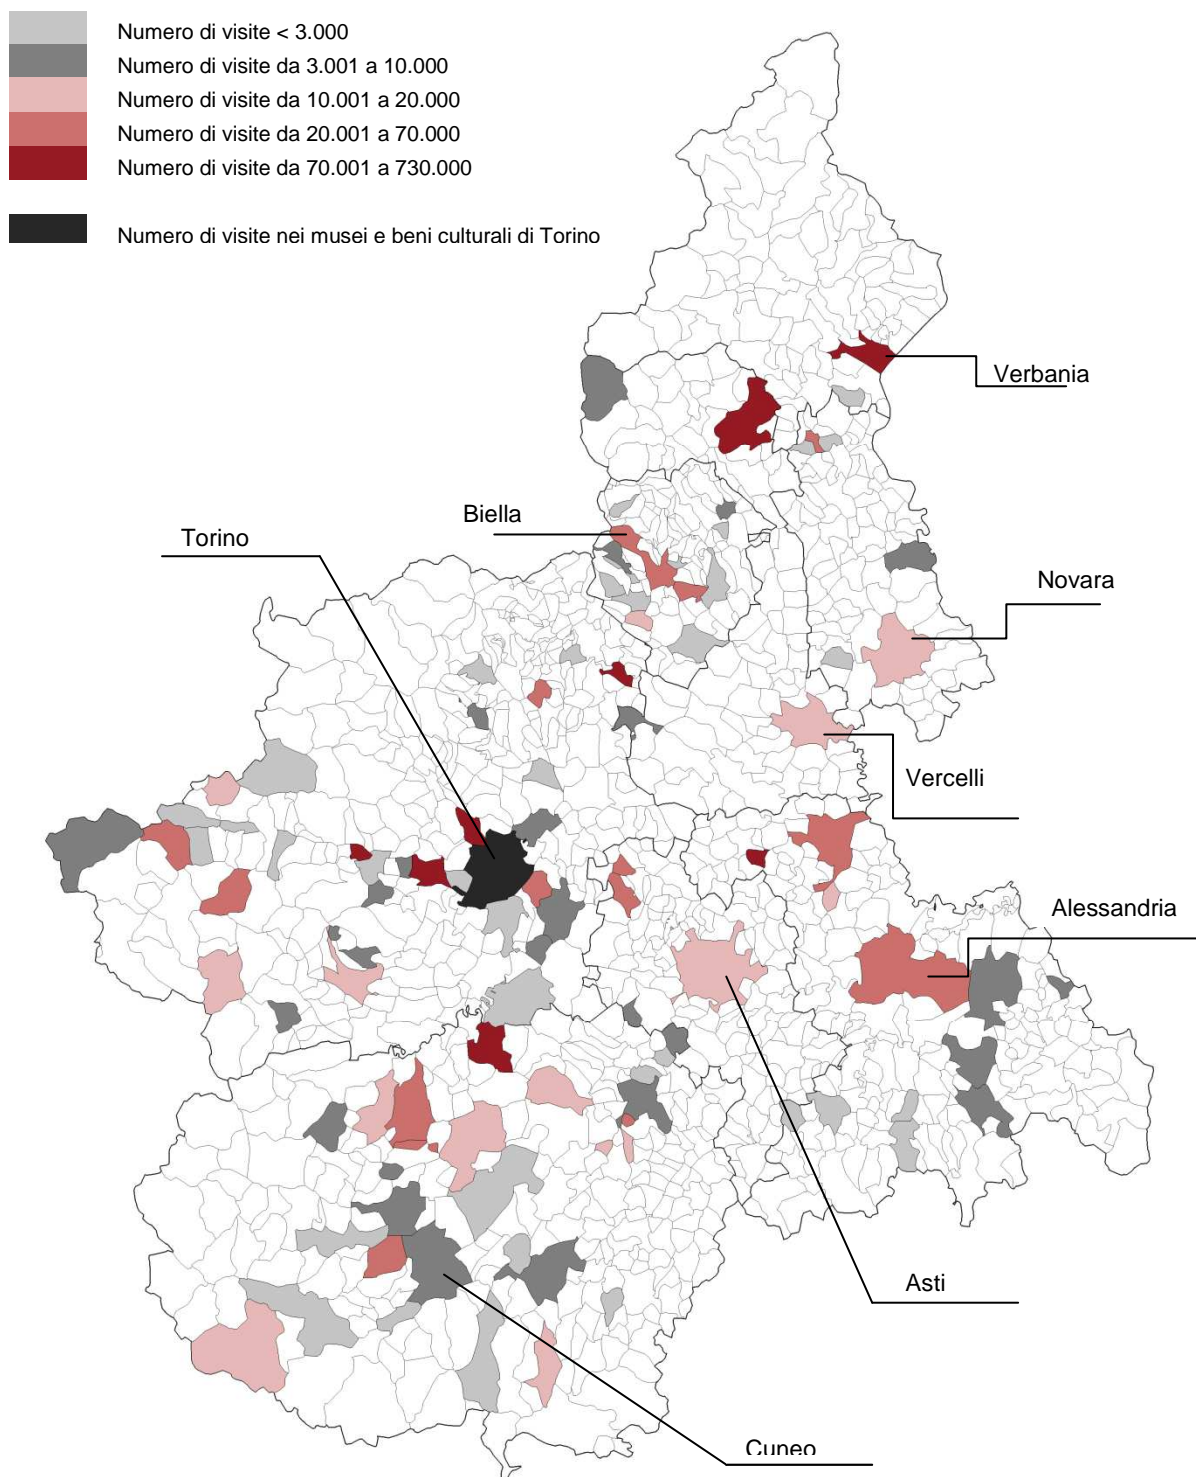 Numero di visite < 3.000
Numero di visite da 3.001 a 10.000
Numero di visite da 10.001 a 20.000
Numero di visite da 20.001 a 70.000
Numero di visite da 70.001 a 730.000
Numero di visite nei musei e beni culturali di Torino
Verbania
Biella
Torino
Novara
Vercelli
Alessandria
Asti
Cuneo